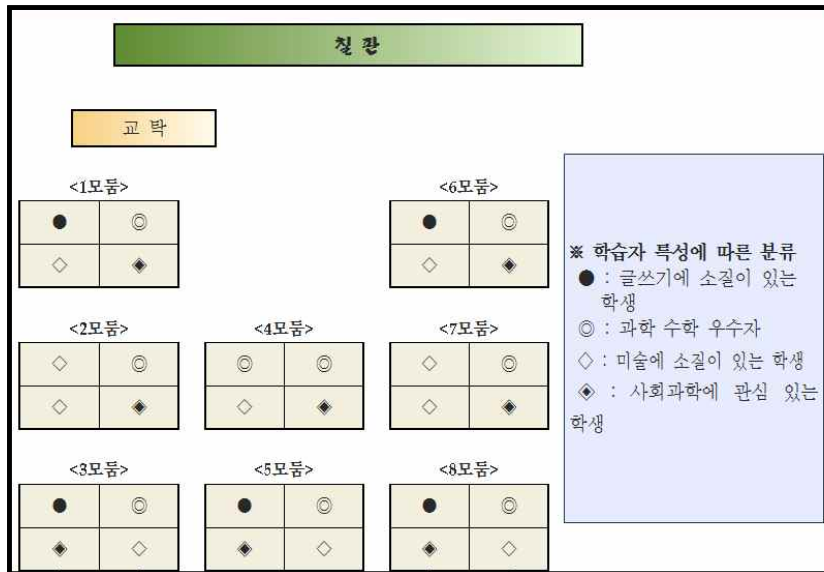 칠 판
교 탁
<1모둠>
<6모둠>
● ◎
● ◎
◇ ◈
◇ ◈
<2모둠>
<4모둠>
<7모둠>
◇ ◎
◎ ◎
◇ ◎
◇ ◈
◇ ◈
◇ ◈
<3모둠>
<5모둠>
<8모둠>
● ◎
● ◎
● ◎
◈ ◇
◈ ◇
◈ ◇
※ 학습자 특성에 따른 분류
● : 글쓰기에 소질이 있는
학생
◎ : 과학 수학 우수자
◇ : 미술에 소질이 있는 학생
◈ : 사회과학에 관심 있는
학생